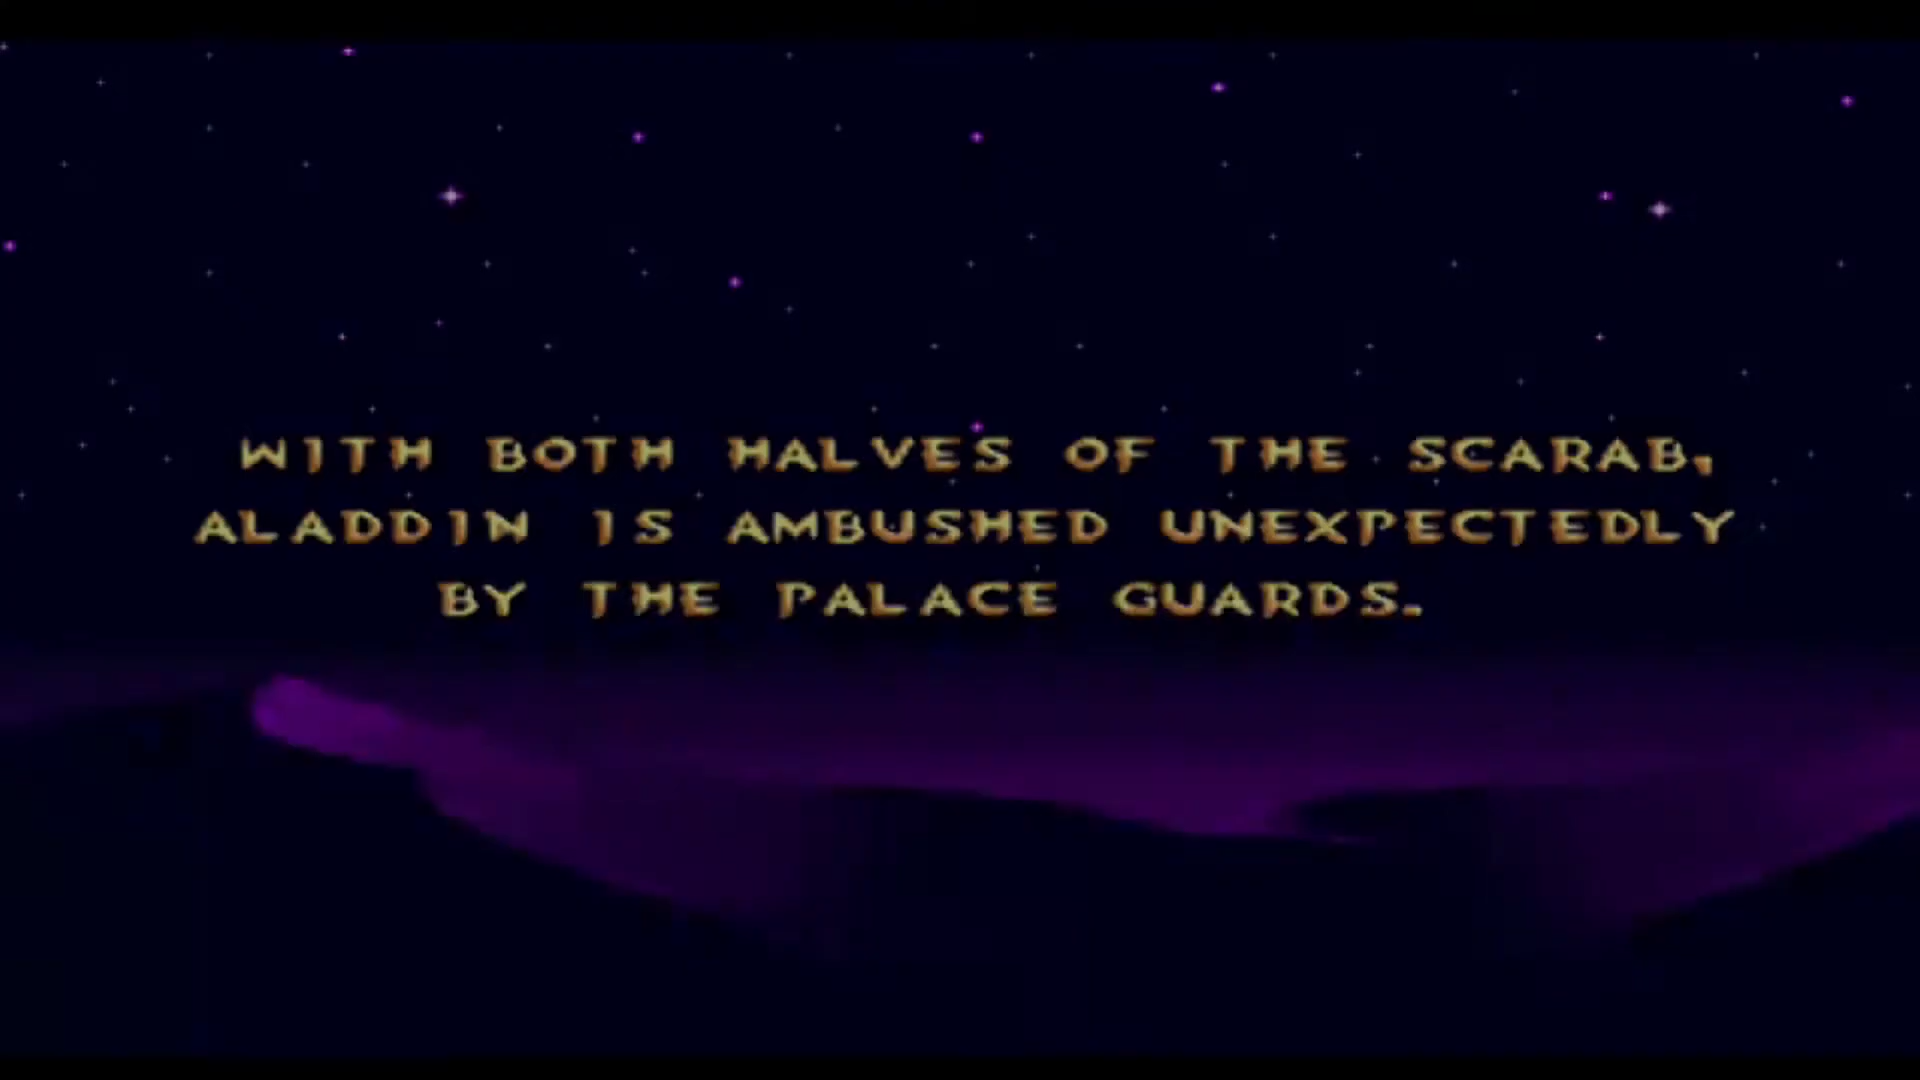 WITH BOTH HALVES OF THE SCARAB,
ALADDIN IS AMBUSHED UNEXPECTEDLY
BY THE PALACE GUARDS.